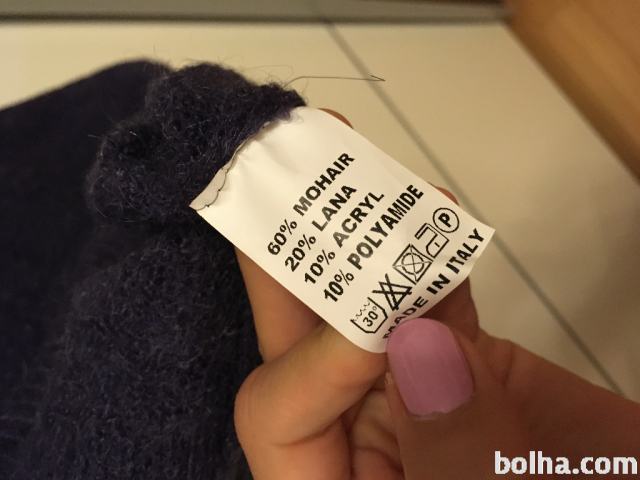 60% MOHAIR
20% LANA
10% ACRYL
10% POLYAMIDE
30° P
MADE IN ITALY
bolha.com